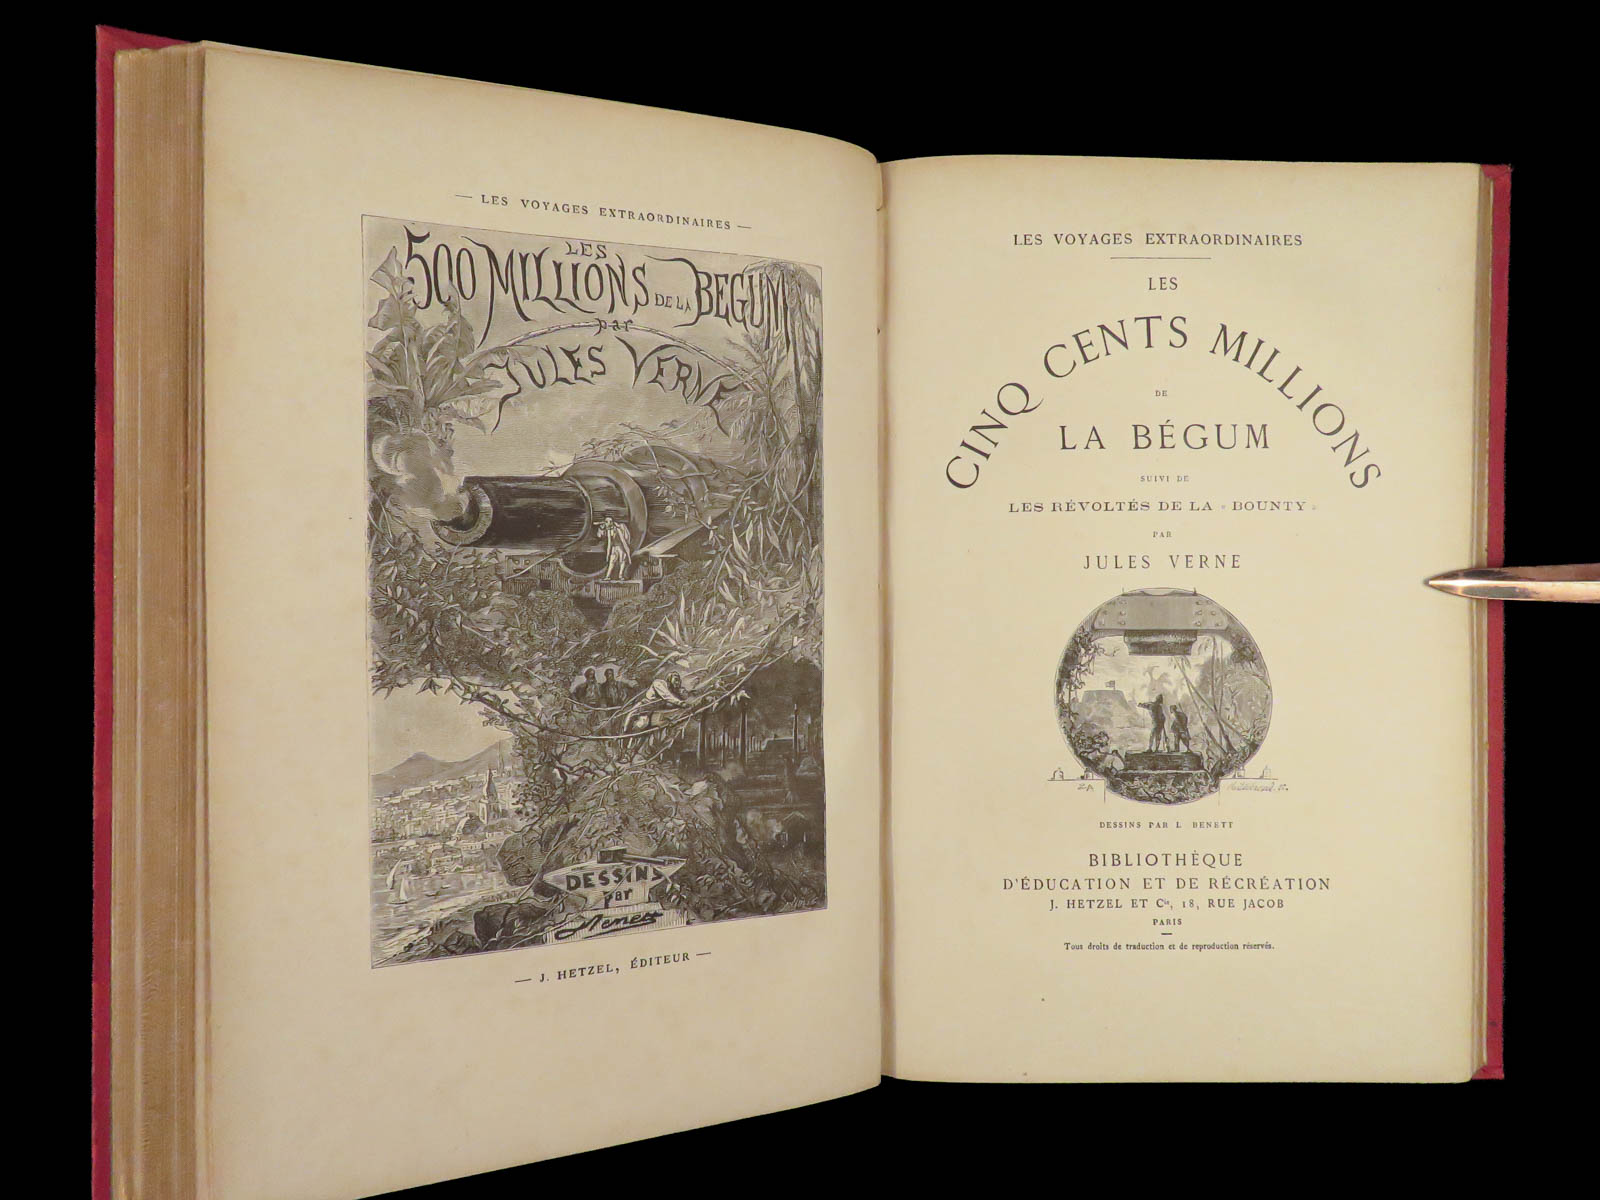 — LES VOYAGES EXTRAORDINAIRES —
LES
500 MILLIONS DE LA BEGUM
par
JULES VERNE
DESSINS
par
Benett
— J. HETZEL, ÉDITEUR —
LES VOYAGES EXTRAORDINAIRES
LES
CINQ CENTS MILLIONS
DE
LA BÉGUM
SUIVI DE
LES RÉVOLTÉS DE LA « BOUNTY »
PAR
JULES VERNE
DESSINS PAR L. BENETT
BIBLIOTHÈQUE
D'ÉDUCATION ET DE RÉCRÉATION
J. HETZEL ET Cie, 18, RUE JACOB
PARIS
Tous droits de traduction et de reproduction réservés.